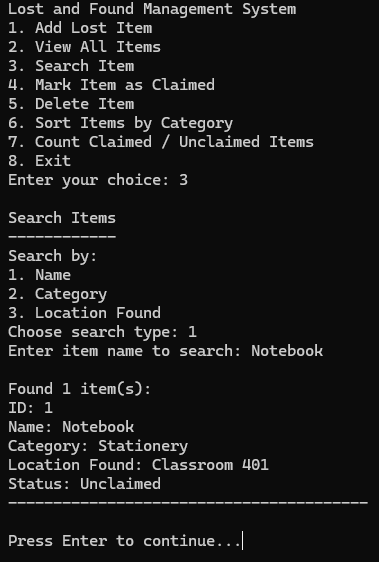 Lost and Found Management System
1. Add Lost Item
2. View All Items
3. Search Item
4. Mark Item as Claimed
5. Delete Item
6. Sort Items by Category
7. Count Claimed / Unclaimed Items
8. Exit
Enter your choice: 3

Search Items
------------
Search by:
1. Name
2. Category
3. Location Found
Choose search type: 1
Enter item name to search: Notebook

Found 1 item(s):
ID: 1
Name: Notebook
Category: Stationery
Location Found: Classroom 401
Status: Unclaimed
----------------------------------------

Press Enter to continue...